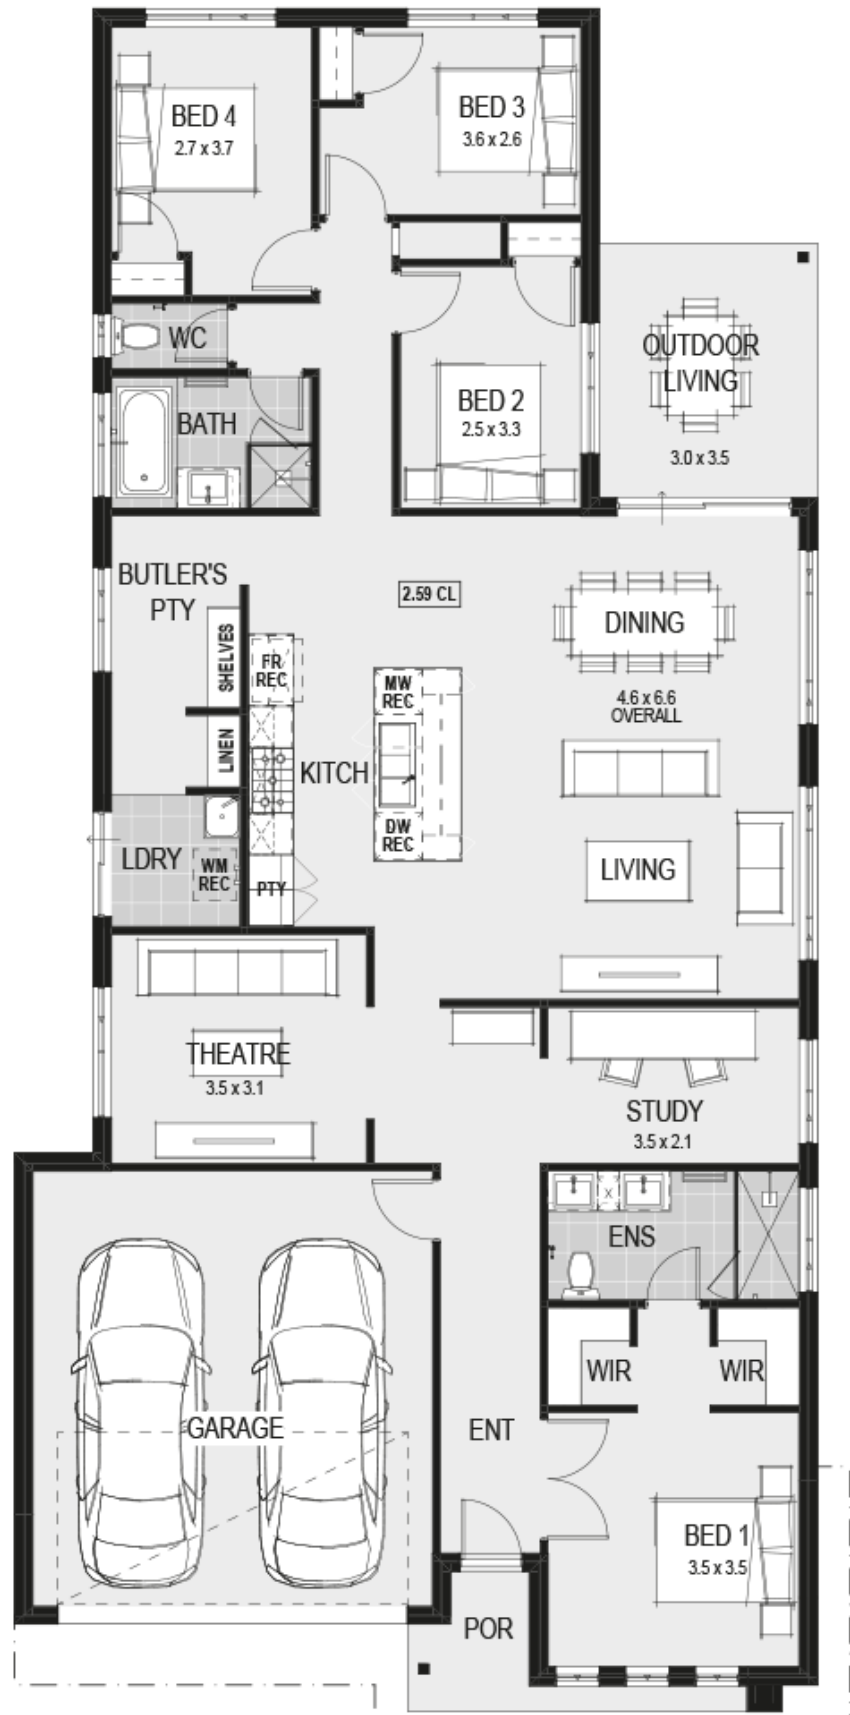 BED 4
2.7 x 3.7
BED 3
3.6 x 2.6
WC
BATH
BED 2
2.5 x 3.3
OUTDOOR
LIVING
3.0 x 3.5
BUTLER'S
PTY
SHELVES
LINEN
2.59 CL
FR
REC
MW
REC
KITCH
DW
REC
PTY
DINING
4.6 x 6.6
OVERALL
LIVING
LDRY
WM
REC
THEATRE
3.5 x 3.1
STUDY
3.5 x 2.1
X
ENS
WIR
WIR
GARAGE
ENT
BED 1
3.5 x 3.5
POR